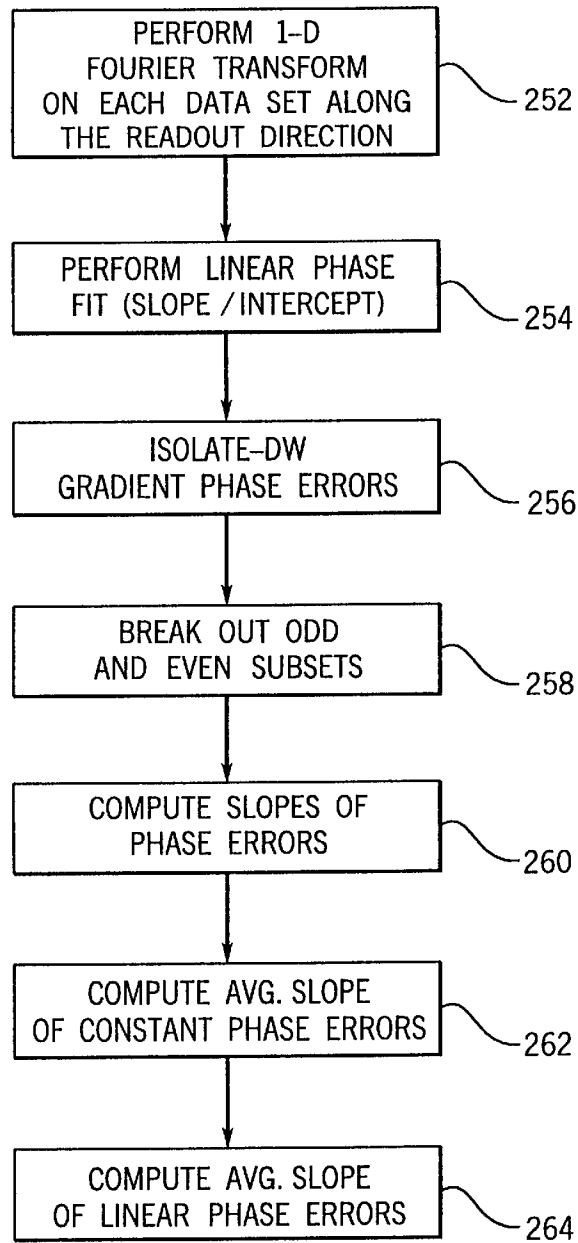 PERFORM 1-D
FOURIER TRANSFORM
ON EACH DATA SET ALONG
THE READOUT DIRECTION
252
PERFORM LINEAR PHASE
FIT (SLOPE / INTERCEPT)
254
ISOLATE-DW
GRADIENT PHASE ERRORS
256
BREAK OUT ODD
AND EVEN SUBSETS
258
COMPUTE SLOPES OF
PHASE ERRORS
260
COMPUTE AVG. SLOPE
OF CONSTANT PHASE ERRORS
262
COMPUTE AVG. SLOPE
OF LINEAR PHASE ERRORS
264